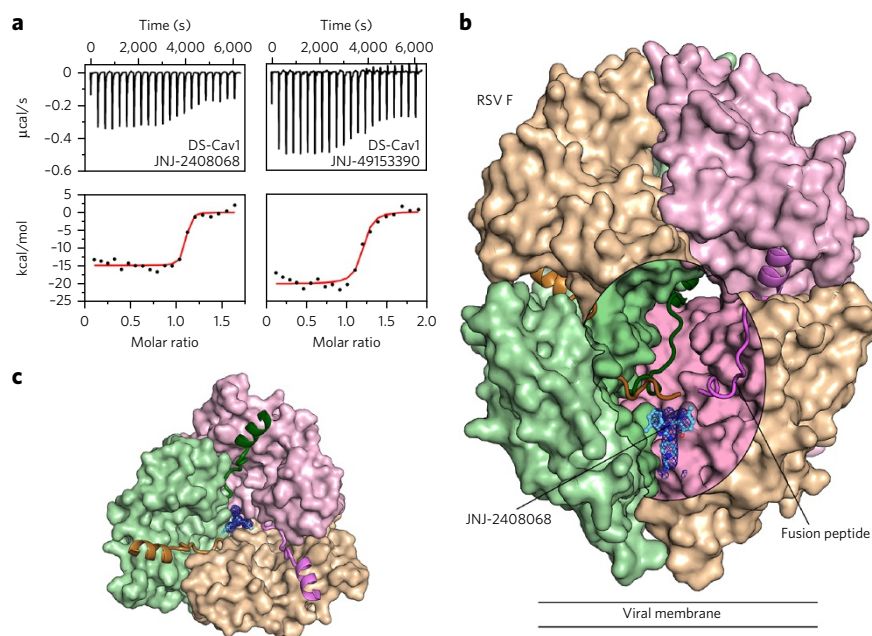 a
Time (s)
0 2,000 4,000 6,000
0
−0.2
−0.4
−0.6
µcal/s
DS-Cav1
JNJ-2408068
5
0
−5
−10
−15
−20
−25
kcal/mol
0 0.5 1.0 1.5
Molar ratio
Time (s)
0 2,000 4,000 6,000
DS-Cav1
JNJ-49153390
0 0.5 1.0 1.5 2.0
Molar ratio
b
RSV F
JNJ-2408068
Fusion peptide
Viral membrane
c